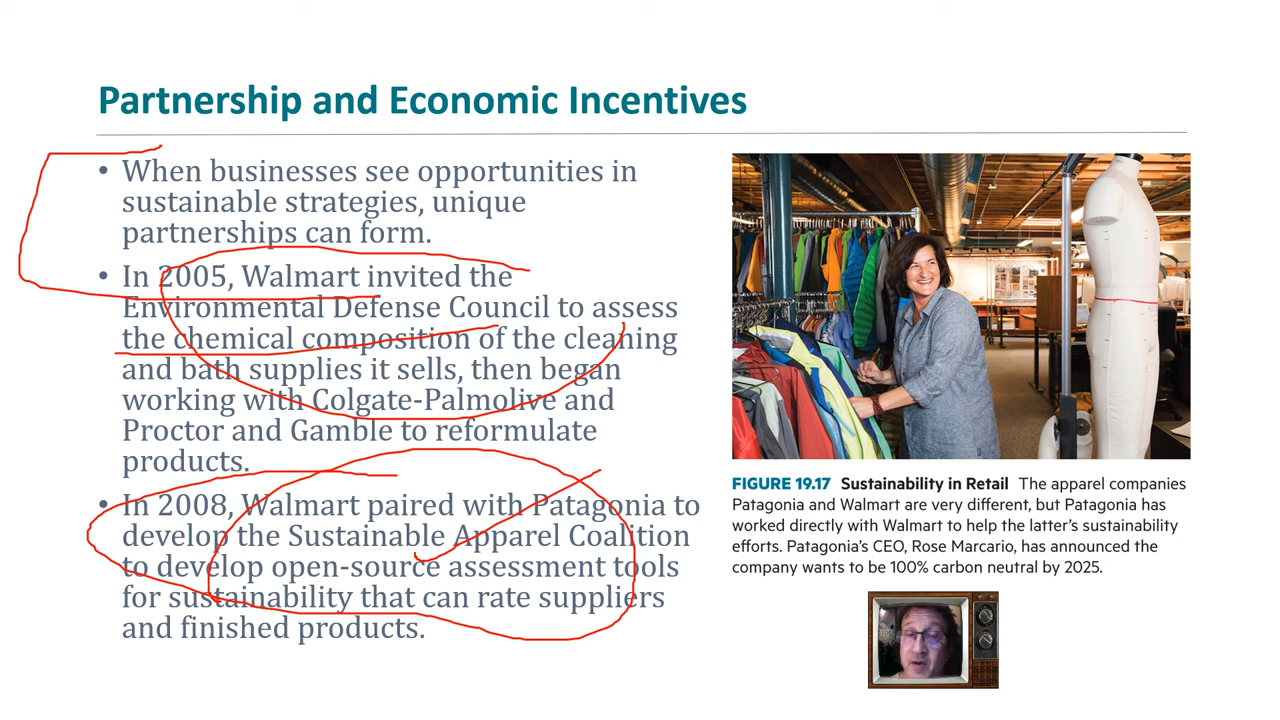 Partnership and Economic Incentives
• When businesses see opportunities in
sustainable strategies, unique
partnerships can form.
• In 2005, Walmart invited the
Environmental Defense Council to assess
the chemical composition of the cleaning
and bath supplies it sells, then began
working with Colgate-Palmolive and
Proctor and Gamble to reformulate
products.
• In 2008, Walmart paired with Patagonia to
develop the Sustainable Apparel Coalition
to develop open-source assessment tools
for sustainability that can rate suppliers
and finished products.
FIGURE 19.17 Sustainability in Retail The apparel companies
Patagonia and Walmart are very different, but Patagonia has
worked directly with Walmart to help the latter’s sustainability
efforts. Patagonia’s CEO, Rose Marcario, has announced the
company wants to be 100% carbon neutral by 2025.